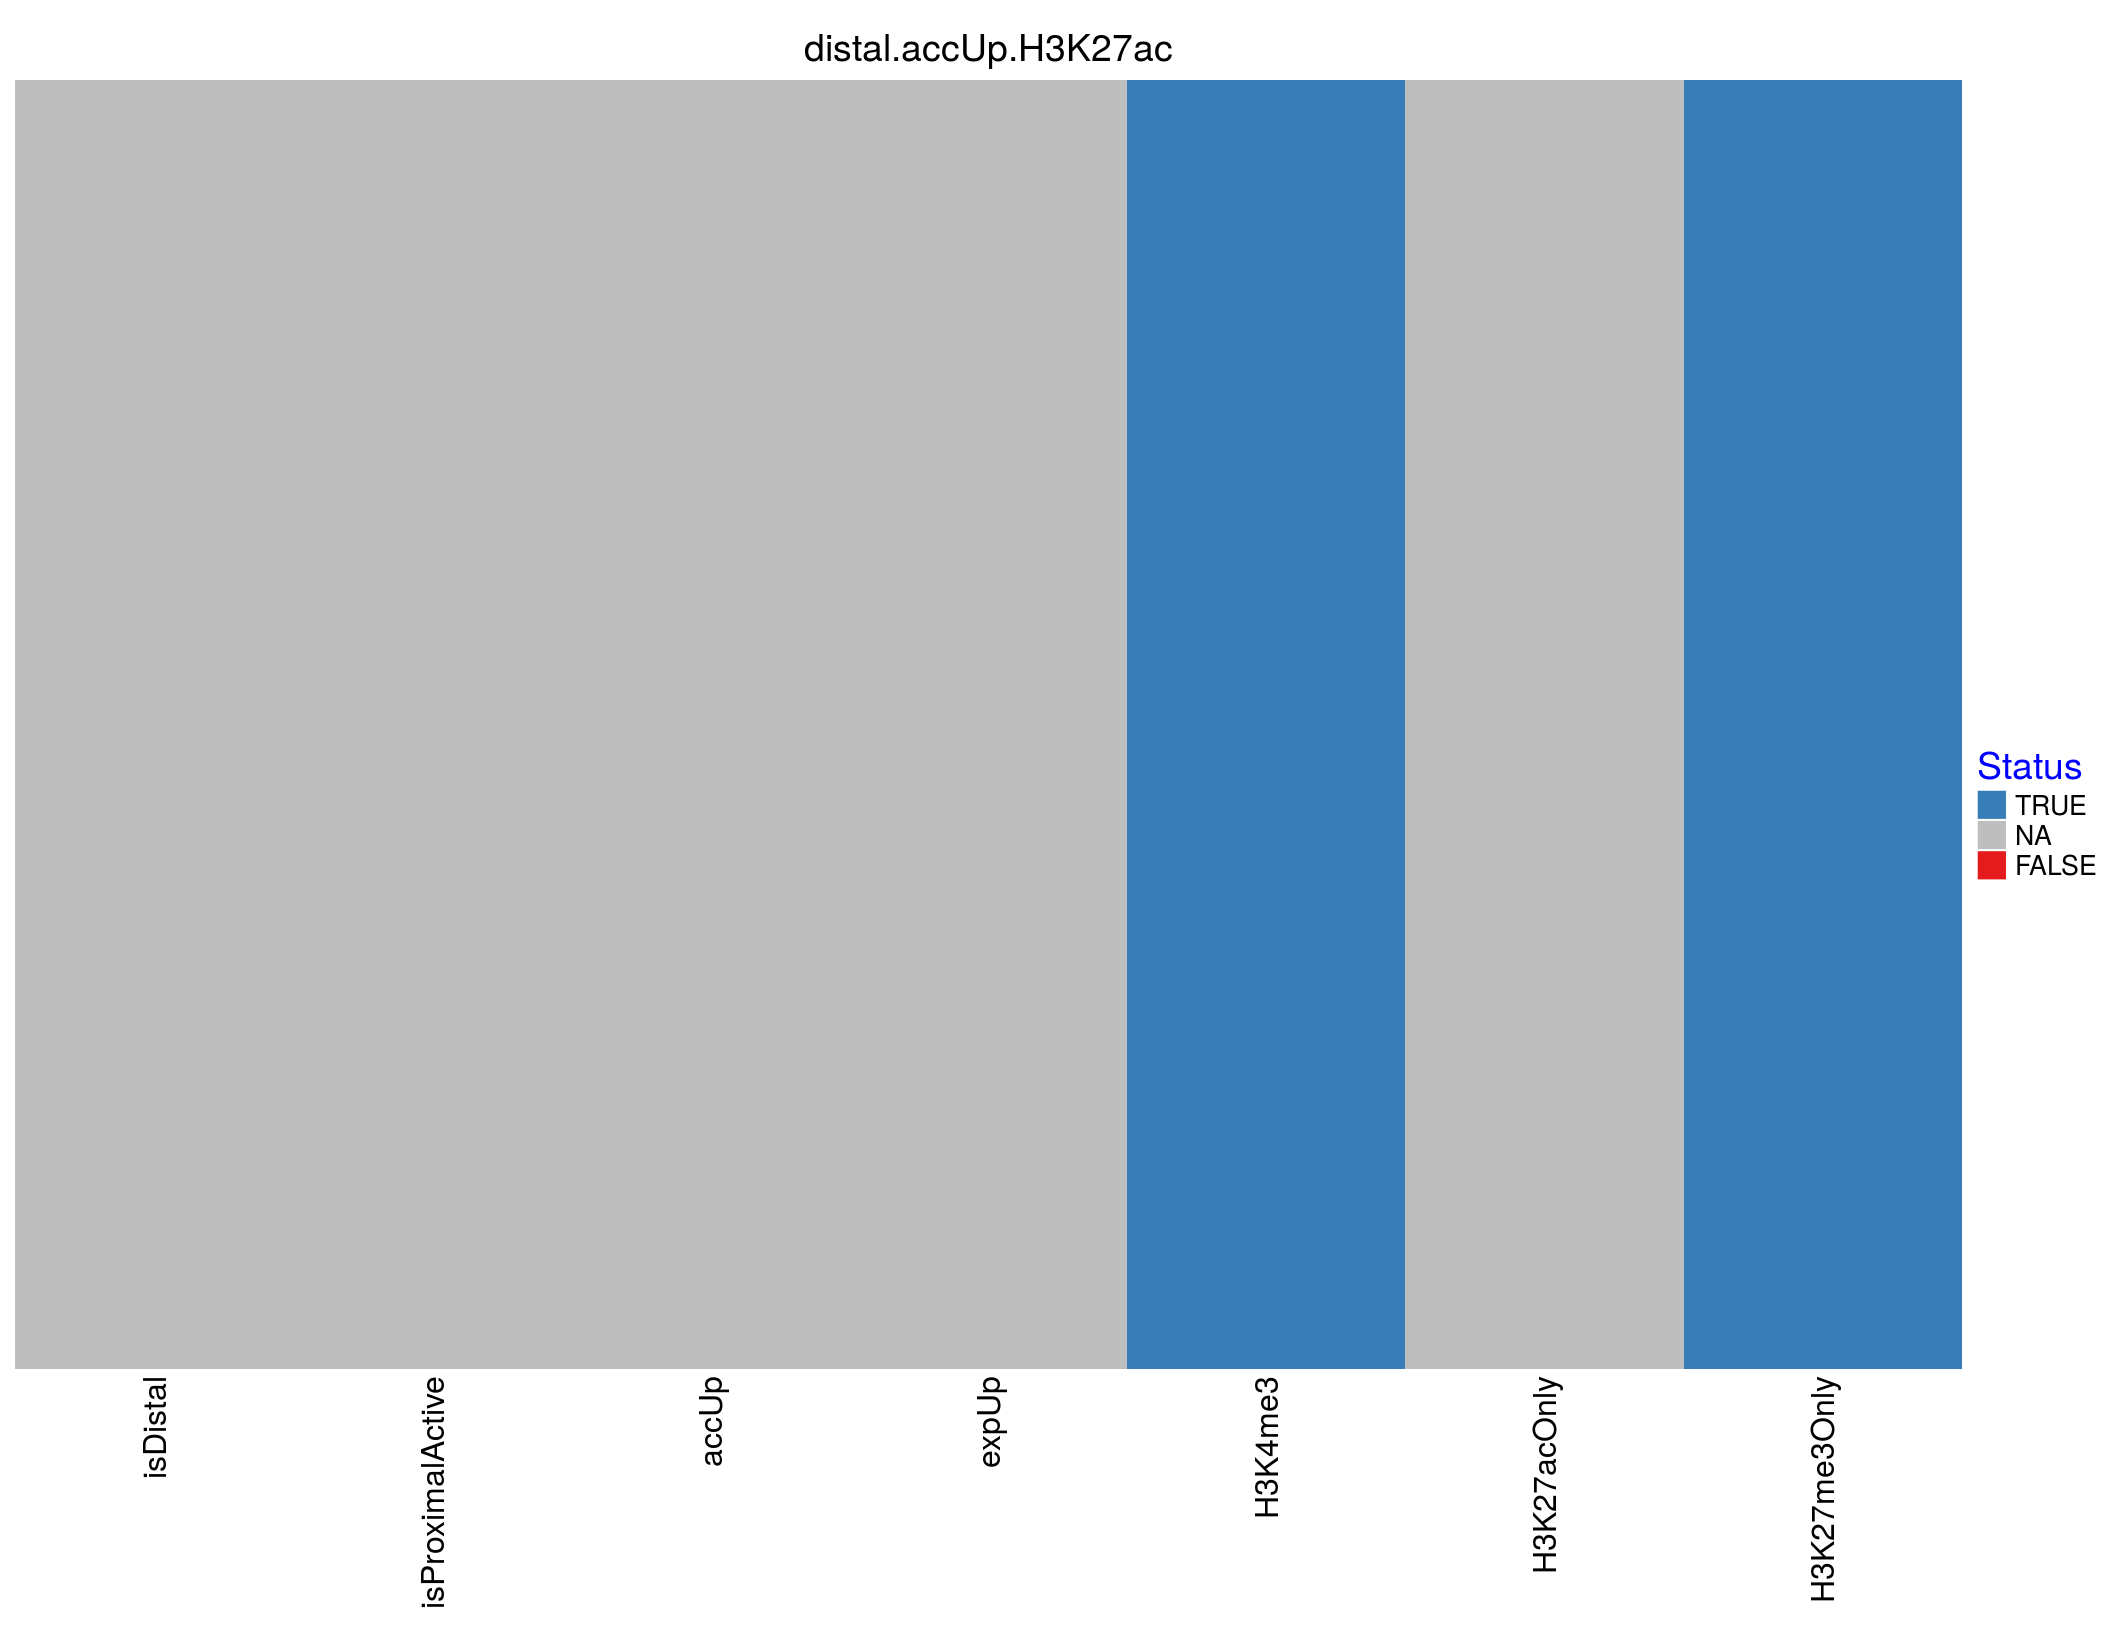 distal.accUp.H3K27ac
Status
TRUE
NA
FALSE
isDistal
isProximalActive
accUp
expUp
H3K4me3
H3K27acOnly
H3K27me3Only